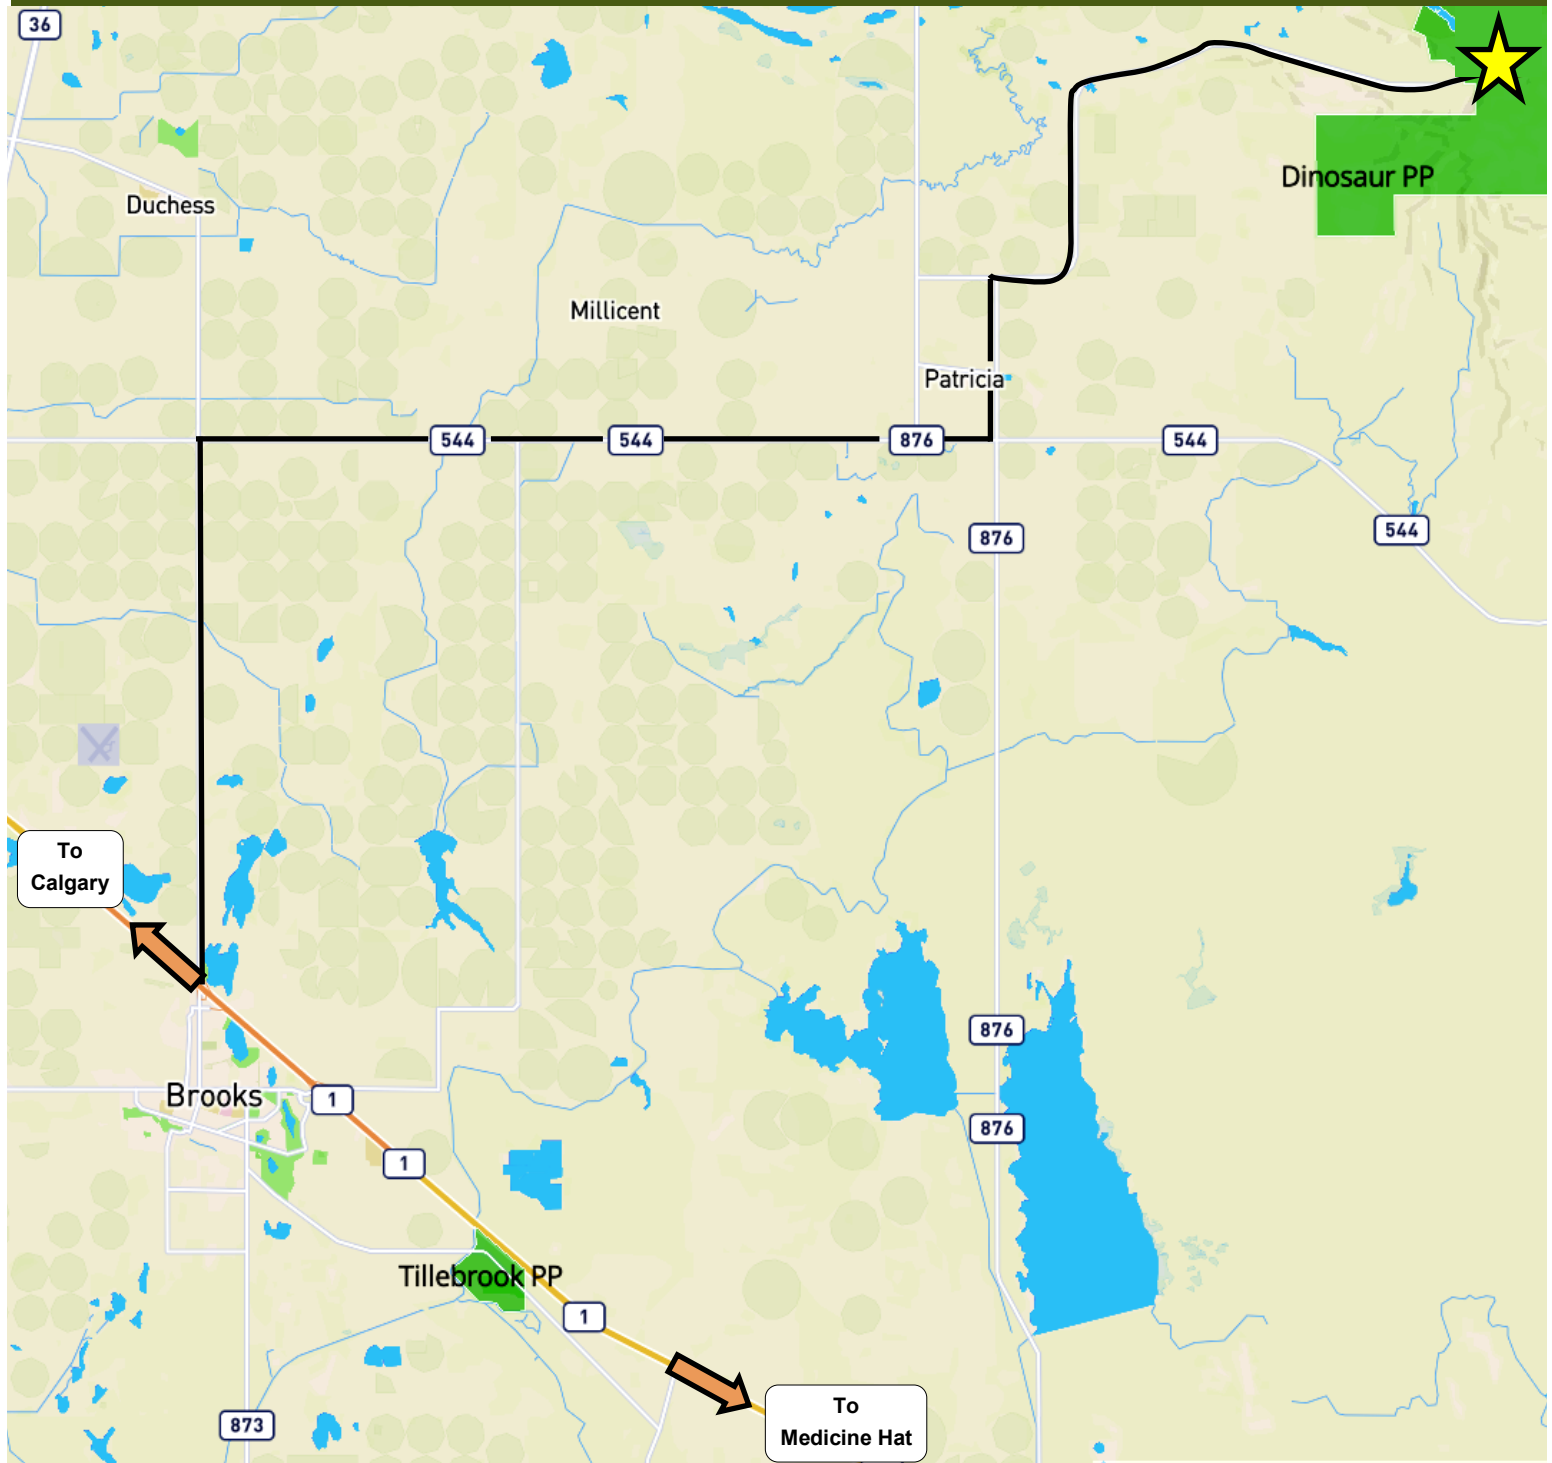 36
Duchess
Dinosaur PP
Millicent
Patricia
544
544
876
544
876
544
To
Calgary
876
Brooks
1
876
1
Tillebrook PP
1
873
To
Medicine Hat